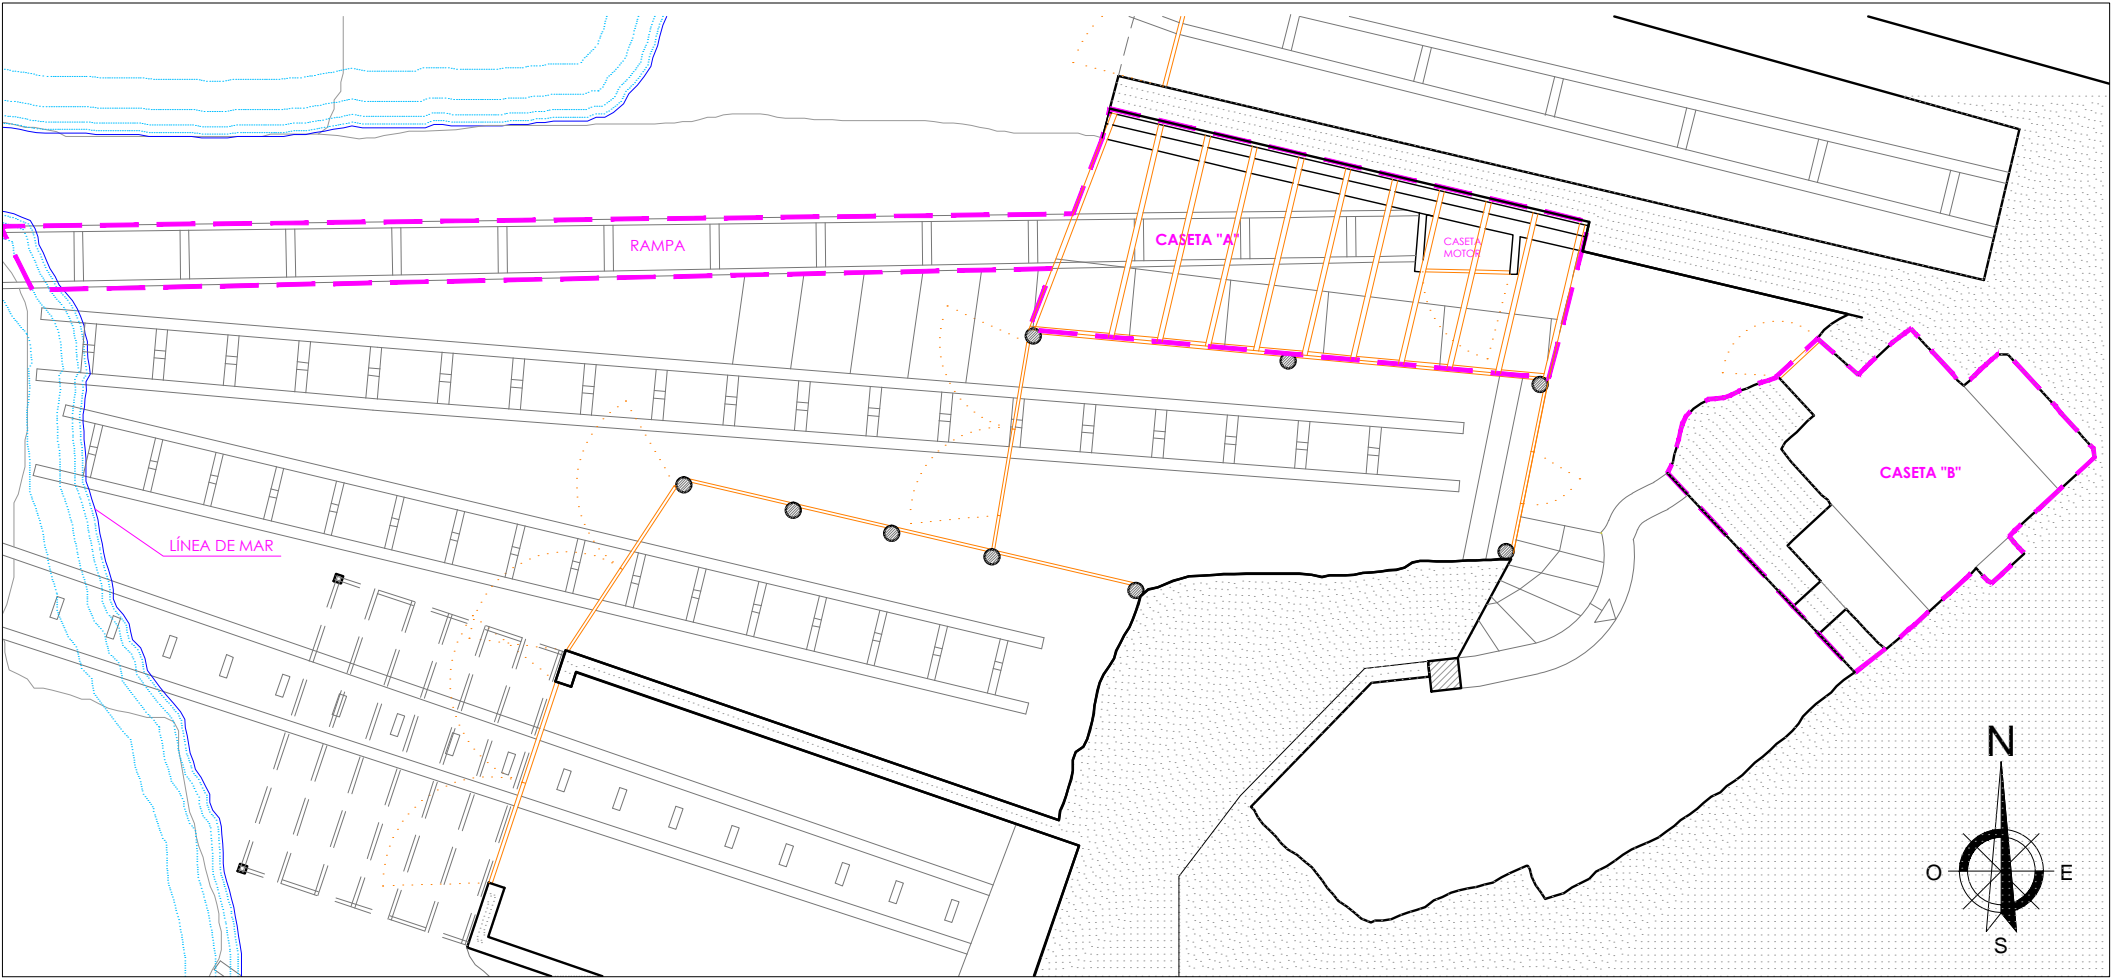 RAMPA
CASETA "A"
CASETA
MOTOR
CASETA "B"
LÍNEA DE MAR
N
O
E
S